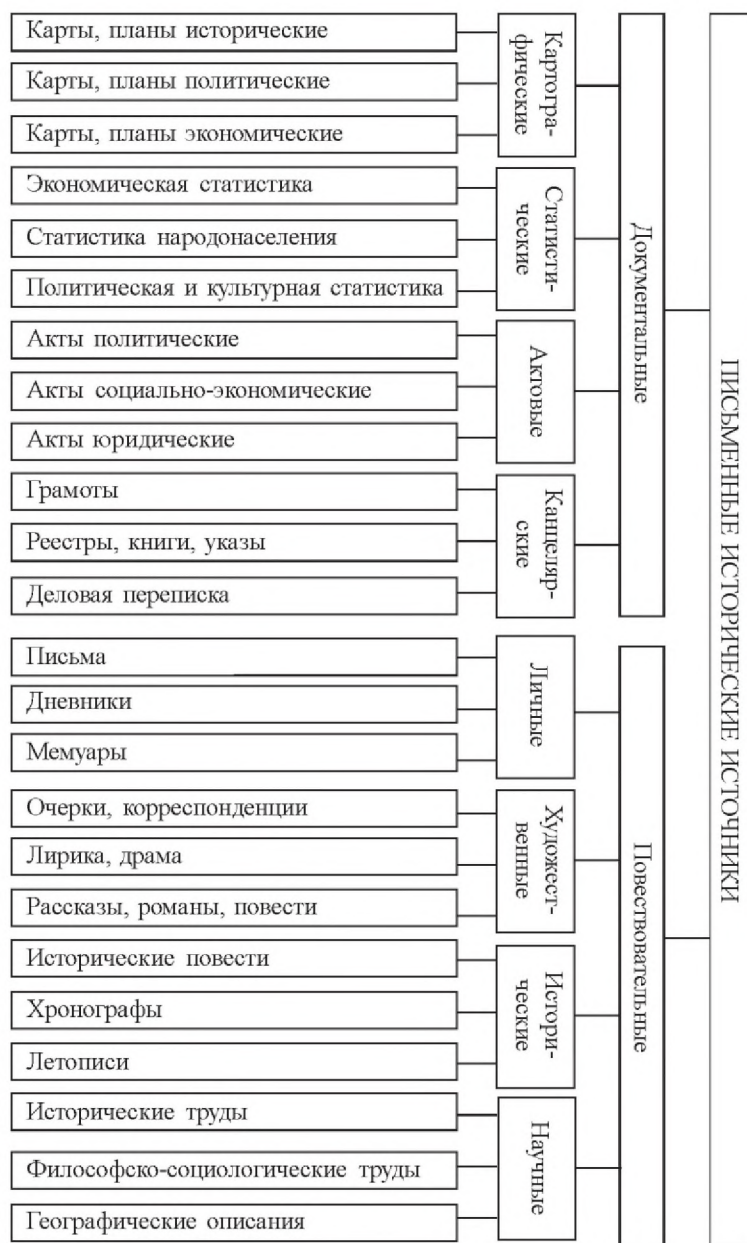 Карты, планы исторические
Карты, планы политические
Карты, планы экономические
Картогра-
фические
Экономическая статистика
Статистика народонаселения
Политическая и культурная статистика
Статисти-
ческие
Акты политические
Акты социально-экономические
Акты юридические
Актовые
Грамоты
Реестры, книги, указы
Деловая переписка
Канцеляр-
ские
Документальные
Письма
Дневники
Мемуары
Личные
Очерки, корреспонденции
Лирика, драма
Рассказы, романы, повести
Художест-
венные
Исторические повести
Хронографы
Летописи
Истори-
ческие
Исторические труды
Философско-социологические труды
Географические описания
Научные
Повествовательные
ПИСЬМЕННЫЕ ИСТОРИЧЕСКИЕ ИСТОЧНИКИ